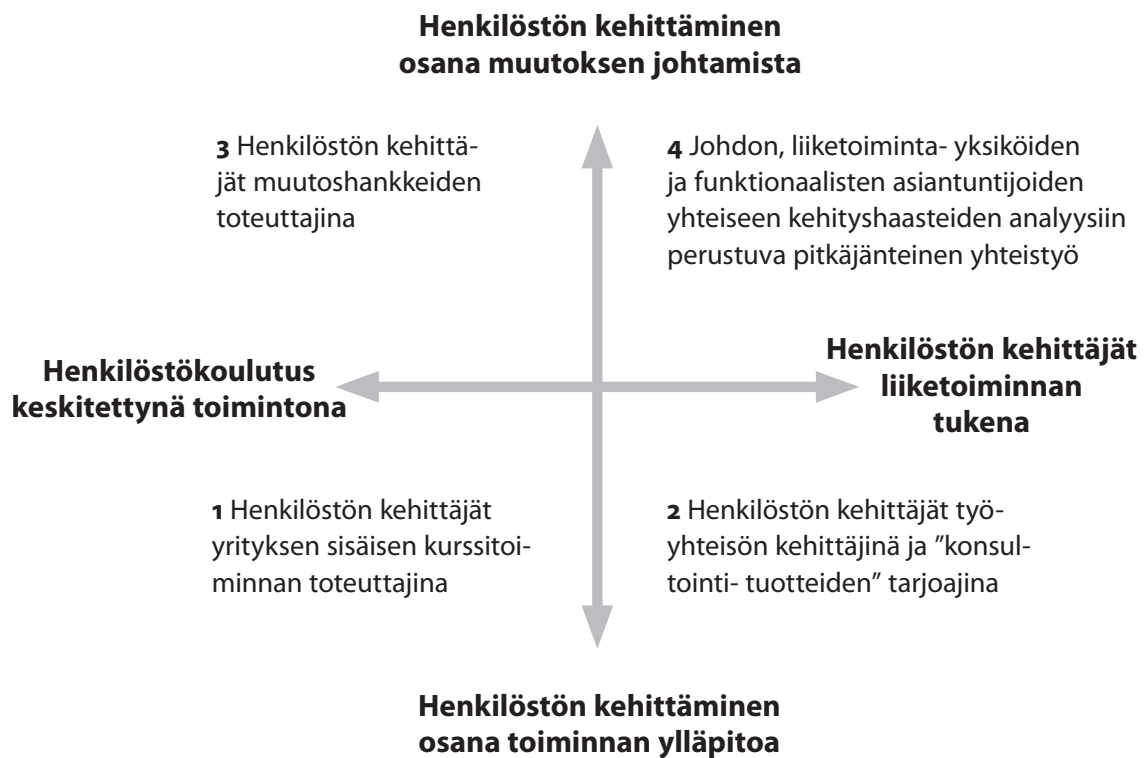 Henkilöstön kehittäminen
osana muutoksen johtamista
3 Henkilöstön kehittä-
jät muutoshankkeiden
toteuttajina
4 Johdon, liiketoiminta- yksiköiden
ja funktionaalisten asiantuntijoiden
yhteiseen kehityshaasteiden analyysiin
perustuva pitkäjänteinen yhteistyö
Henkilöstökoulutus
keskitettynä toimintona
Henkilöstön kehittäjät
liiketoiminnan
tukena
1 Henkilöstön kehittäjät
yrityksen sisäisen kurssitoi-
minnan toteuttajina
2 Henkilöstön kehittäjät työ-
yhteisön kehittäjinä ja ”konsul-
tointi- tuotteiden” tarjoajina
Henkilöstön kehittäminen
osana toiminnan ylläpitoa